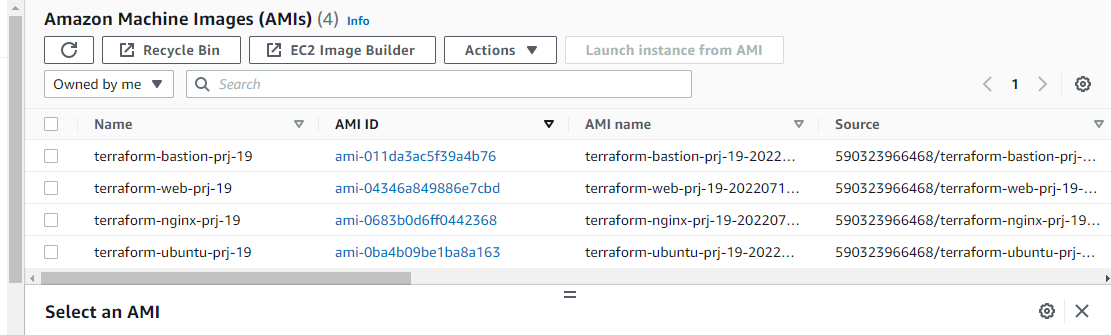 Amazon Machine Images (AMIs) (4) Info
Recycle Bin EC2 Image Builder Actions Launch instance from AMI
Owned by me Search 1
Name AMI ID AMI name Source
terraform-bastion-prj-19 ami-011da3ac5f39a4b76 terraform-bastion-prj-19-2022... 590323966468/terraform-bastion-prj-...
terraform-web-prj-19 ami-04346a849886e7cbd terraform-web-prj-19-2022071... 590323966468/terraform-web-prj-19-...
terraform-nginx-prj-19 ami-0683b0d6ff0442368 terraform-nginx-prj-19-202207... 590323966468/terraform-nginx-prj-19...
terraform-ubuntu-prj-19 ami-0ba4b09be1ba8a163 terraform-ubuntu-prj-19-2022... 590323966468/terraform-ubuntu-prj-...
Select an AMI